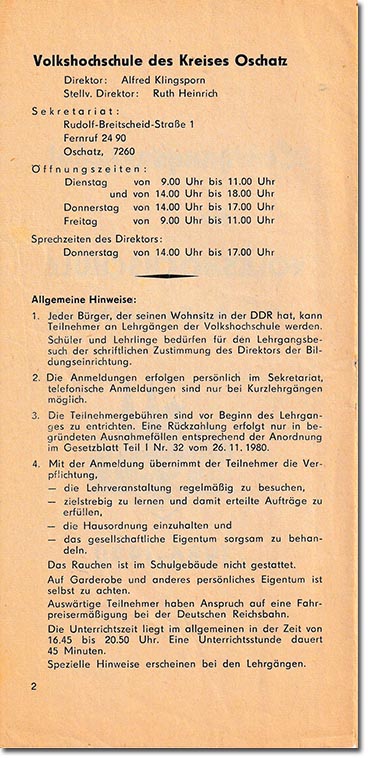 Volkshochschule des Kreises Oschatz
Direktor: Alfred Klingsporn
Stellv. Direktor: Ruth Heinrich
Sekretariat:
Rudolf-Breitscheid-Straße 1
Fernruf 24 90
Oschatz, 7260
Öffnungszeiten:
Dienstag von 9.00 Uhr bis 11.00 Uhr
und von 14.00 Uhr bis 18.00 Uhr
Donnerstag von 14.00 Uhr bis 17.00 Uhr
Freitag von 9.00 Uhr bis 11.00 Uhr
Sprechzeiten des Direktors:
Donnerstag von 14.00 Uhr bis 17.00 Uhr
Allgemeine Hinweise:
1. Jeder Bürger, der seinen Wohnsitz in der DDR hat, kann
Teilnehmer an Lehrgängen der Volkshochschule werden.
Schüler und Lehrlinge bedürfen für den Lehrgangsbe-
such der schriftlichen Zustimmung des Direktors der Bil-
dungseinrichtung.
2. Die Anmeldungen erfolgen persönlich im Sekretariat,
telefonische Anmeldungen sind nur bei Kurzlehrgängen
möglich.
3. Die Teilnehmergebühren sind vor Beginn des Lehrgan-
ges zu entrichten. Eine Rückzahlung erfolgt nur in be-
gründeten Ausnahmefällen entsprechend der Anordnung
im Gesetzblatt Teil I Nr. 32 vom 26. 11. 1980.
4. Mit der Anmeldung übernimmt der Teilnehmer die Ver-
pflichtung,
— die Lehrveranstaltung regelmäßig zu besuchen,
— zielstrebig zu lernen und damit erteilte Aufträge zu
erfüllen,
— die Hausordnung einzuhalten und
— das gesellschaftliche Eigentum sorgsam zu behan-
deln.
Das Rauchen ist im Schulgebäude nicht gestattet.
Auf Garderobe und anderes persönliches Eigentum ist
selbst zu achten.
Auswärtige Teilnehmer haben Anspruch auf eine Fahr-
preisermäßigung bei der Deutschen Reichsbahn.
Die Unterrichtszeit liegt im allgemeinen in der Zeit von
16.45 bis 20.50 Uhr. Eine Unterrichtsstunde dauert
45 Minuten.
Spezielle Hinweise erscheinen bei den Lehrgängen.
2